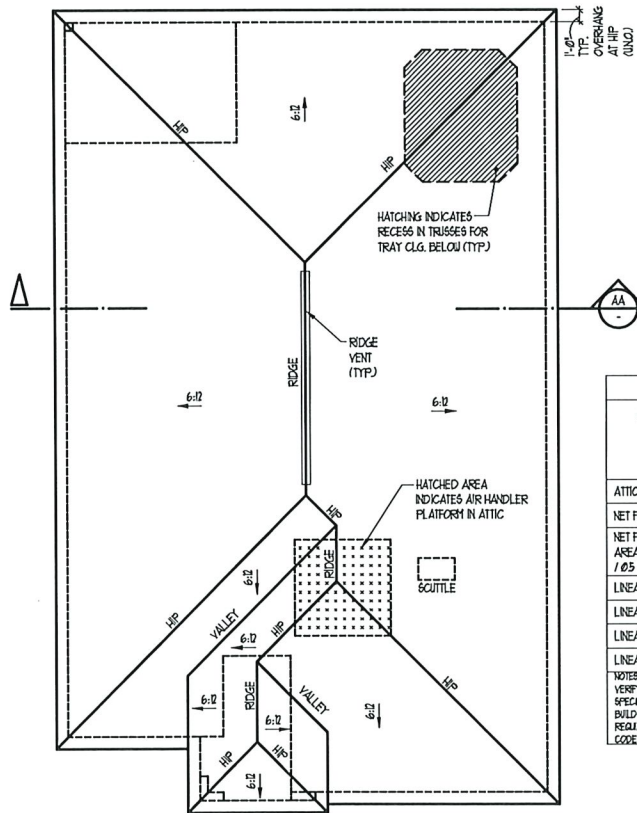 1'-0"
TYP.
OVERHANG
AT HIP
(U.N.O.)
6:12
HIP
HIP
HATCHING INDICATES
RECESS IN TRUSSES FOR
TRAY CLG. BELOW (TYP.)
AA
-
RIDGE
VENT
(TYP.)
RIDGE
6:12
6:12
HATCHED AREA
INDICATES AIR HANDLER
PLATFORM IN ATTIC
HIP
RIDGE
SCUTTLE
6:12
HIP
VALLEY
6:12
HIP
HIP
6:12
RIDGE
VALLEY
6:12
6:12
HIP
HIP
6:12
ATTIC
NET F
NET F
AREA
/ 0.5
LINEA
LINEA
LINEA
LINEA
NOTES
VERIF
SPECI
BUILD
REQUI
CODE